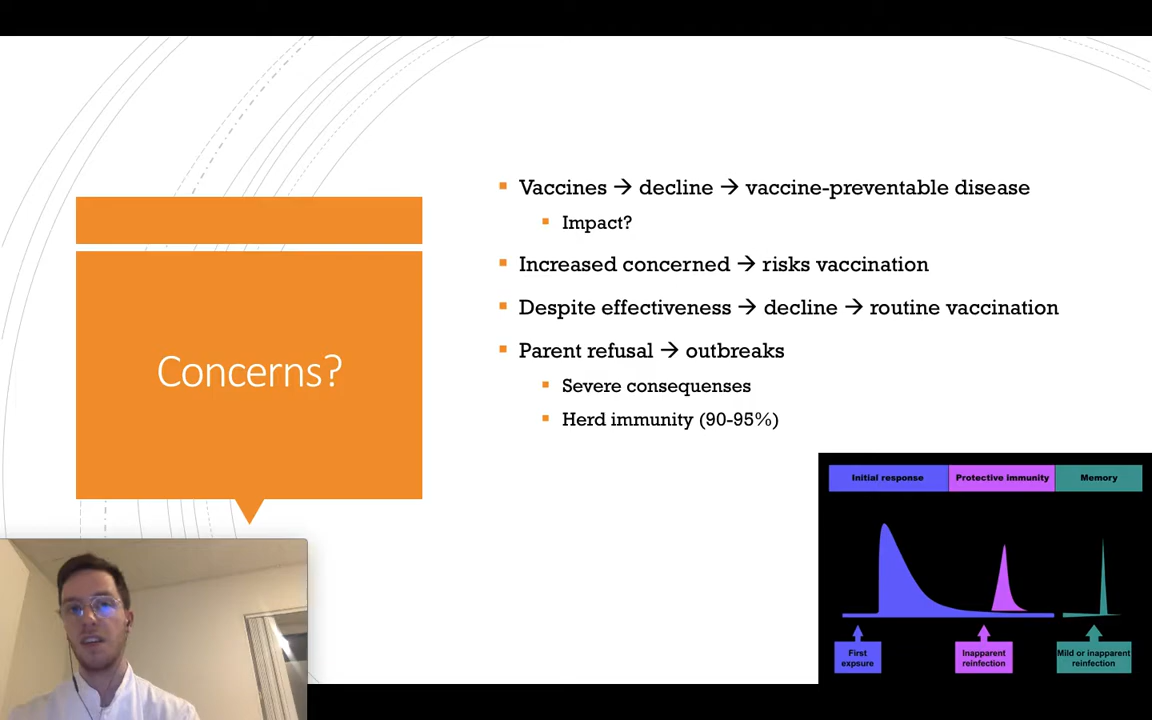 Concerns?
Vaccines → decline → vaccine-preventable disease
Impact?
Increased concerned → risks vaccination
Despite effectiveness → decline → routine vaccination
Parent refusal → outbreaks
Severe consequenses
Herd immunity (90-95%)
Initial response
Protective immunity
Memory
First
expsure
Inapparent
reinfection
Mild or inapparent
reinfection